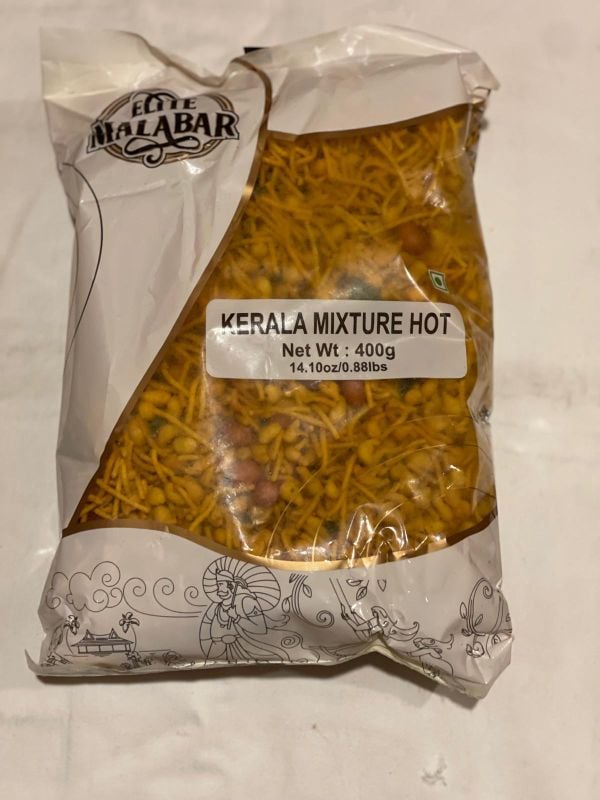 ELITE
MALABAR
KERALA MIXTURE HOT
Net Wt : 400g
14.10oz/0.88lbs